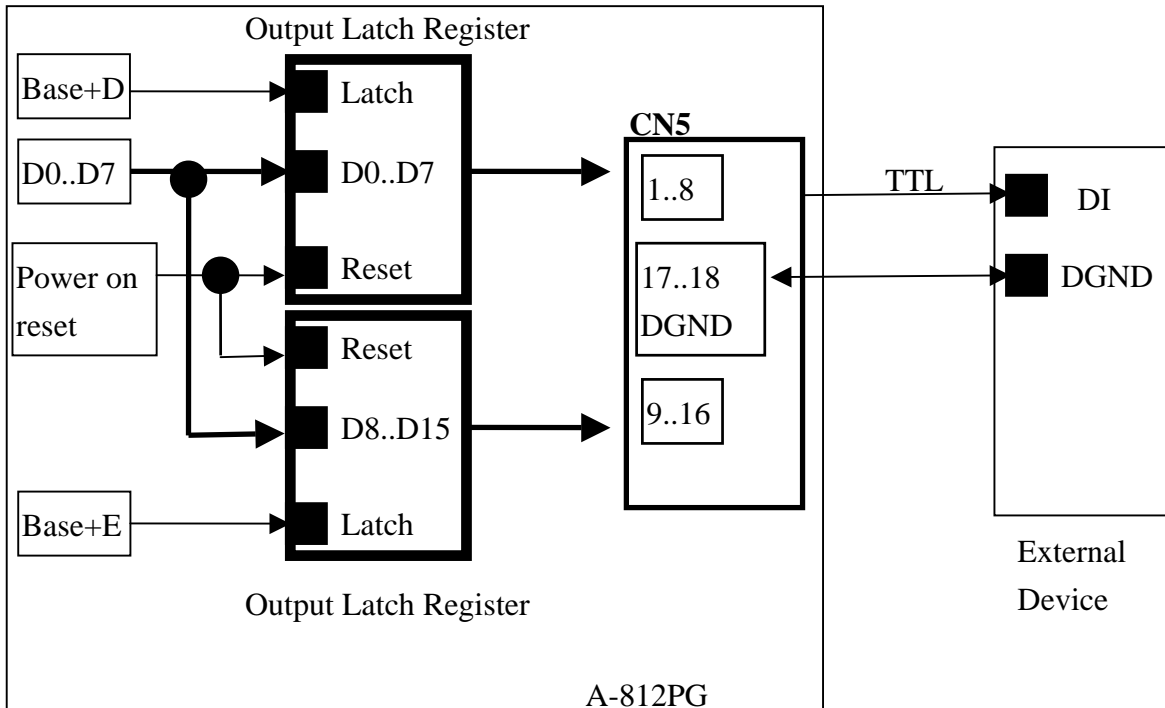 Output Latch Register
Base+D
Latch
D0..D7
D0..D7
Power on
reset
Reset
Reset
D8..D15
Base+E
Latch
Output Latch Register
CN5
1..8
17..18
DGND
9..16
TTL
DI
DGND
External
Device
A-812PG